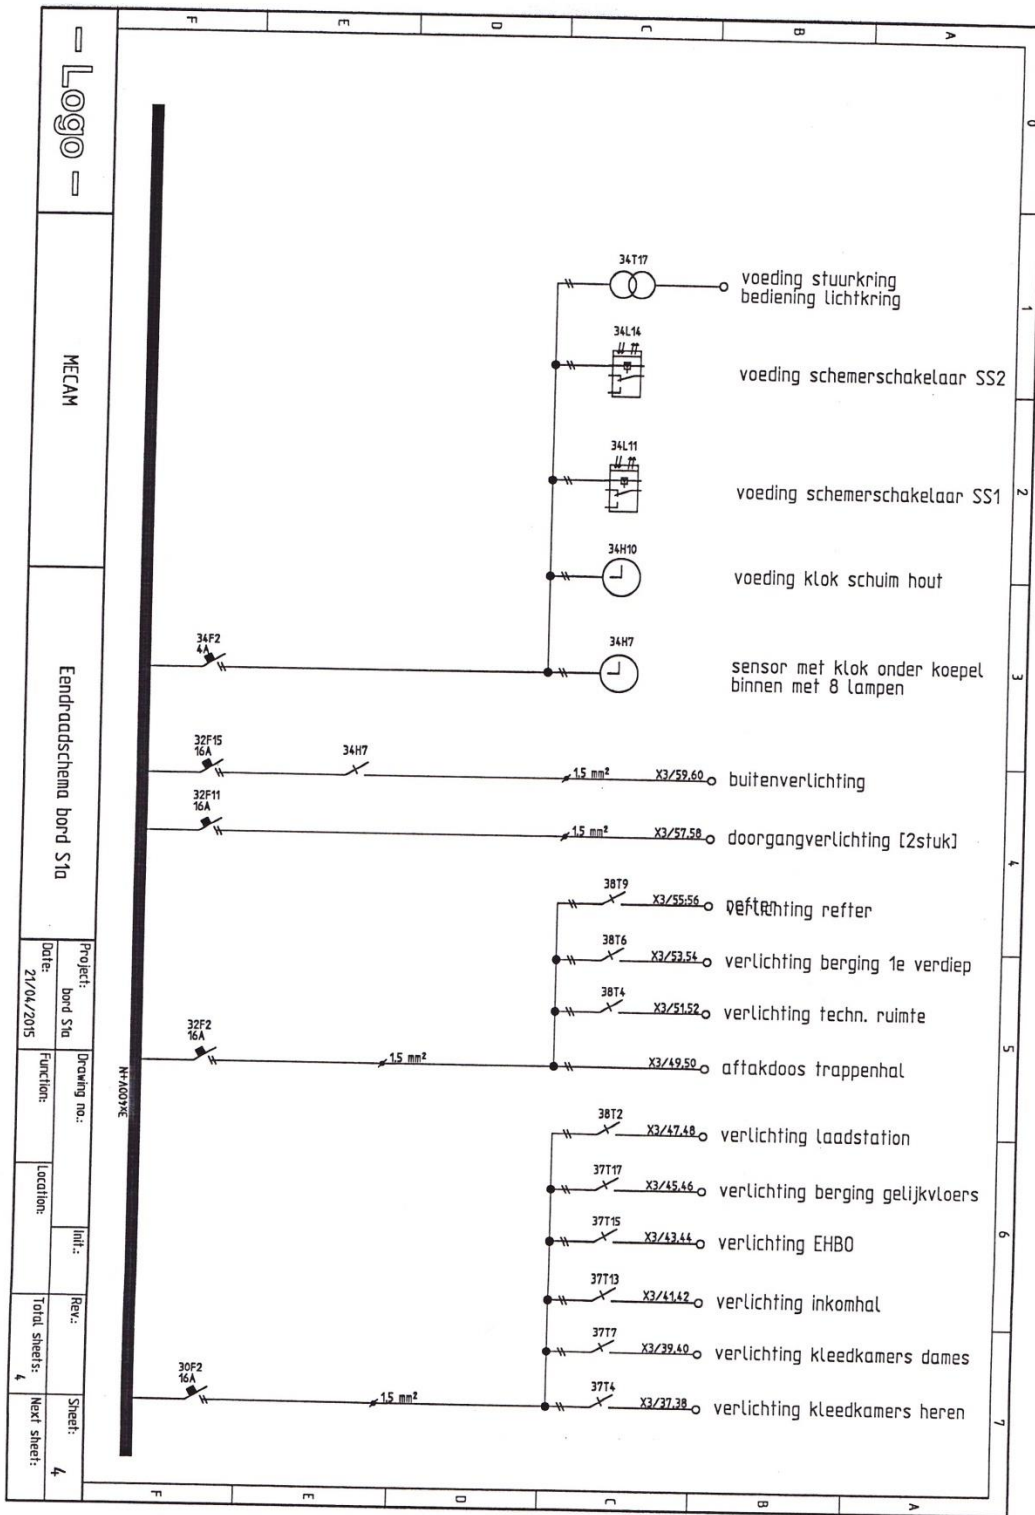 F
E
D
C
B
A
0
1
2
3
4
5
6
7
34T17
voeding stuurkring
bediening lichtkring
34L14
voeding schemerschakelaar SS2
34L11
voeding schemerschakelaar SS1
34H10
voeding klok schuim hout
34F2
4A
34H7
sensor met klok onder koepel
binnen met 8 lampen
32F15
16A
34H7
1,5 mm²
X3/59,60
buitenverlichting
32F11
16A
1,5 mm²
X3/57,58
doorgangverlichting [2stuk]
38T9
X3/55:56
verlichting refter
38T6
X3/53,54
verlichting berging 1e verdiep
38T4
X3/51,52
verlichting techn. ruimte
32F2
16A
1,5 mm²
X3/49,50
aftakdoos trappenhal
38T2
X3/47,48
verlichting laadstation
37T17
X3/45,46
verlichting berging gelijkvloers
37T15
X3/43,44
verlichting EHBO
37T13
X3/41,42
verlichting inkomhal
37T7
X3/39,40
verlichting kleedkamers dames
30F2
16A
1,5 mm²
37T4
X3/37,38
verlichting kleedkamers heren
3X400V+N
F
E
D
C
B
A
— Logo —
MECAM
Eendraadschema bord S1a
Project:
bord S1a
Drawing no.:
Init.:
Rev.:
Sheet:
4
Date:
21/04/2015
Function:
Location:
Total sheets:
4
Next sheet: